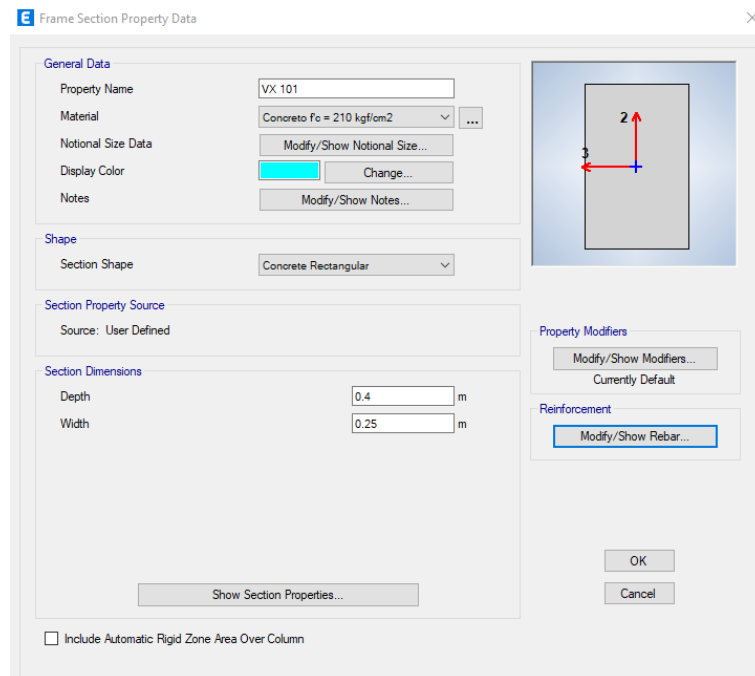 E Frame Section Property Data
General Data
Property Name VX 101
Material Concreto f'c = 210 kgf/cm2 ...
Notional Size Data Modify/Show Notional Size...
Display Color Change...
Notes Modify/Show Notes...
2
3
Shape
Section Shape Concrete Rectangular
Section Property Source
Source: User Defined
Property Modifiers
Modify/Show Modifiers...
Currently Default
Section Dimensions
Depth 0.4 m
Width 0.25 m
Reinforcement
Modify/Show Rebar...
OK
Show Section Properties... Cancel
Include Automatic Rigid Zone Area Over Column